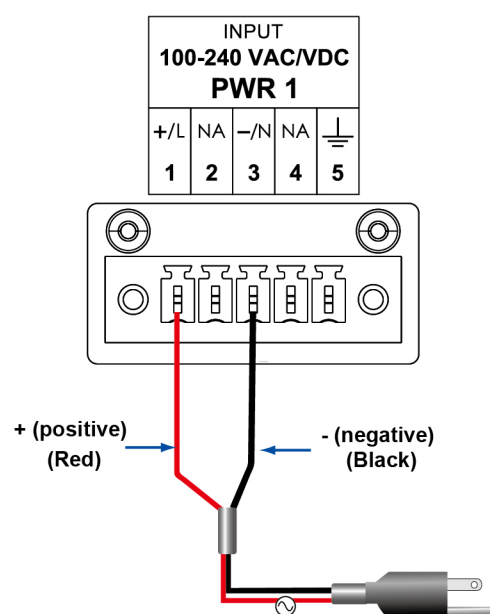 INPUT
100-240 VAC/VDC
PWR 1
+/L NA −/N NA
1 2 3 4 5
+ (positive)
(Red)
- (negative)
(Black)